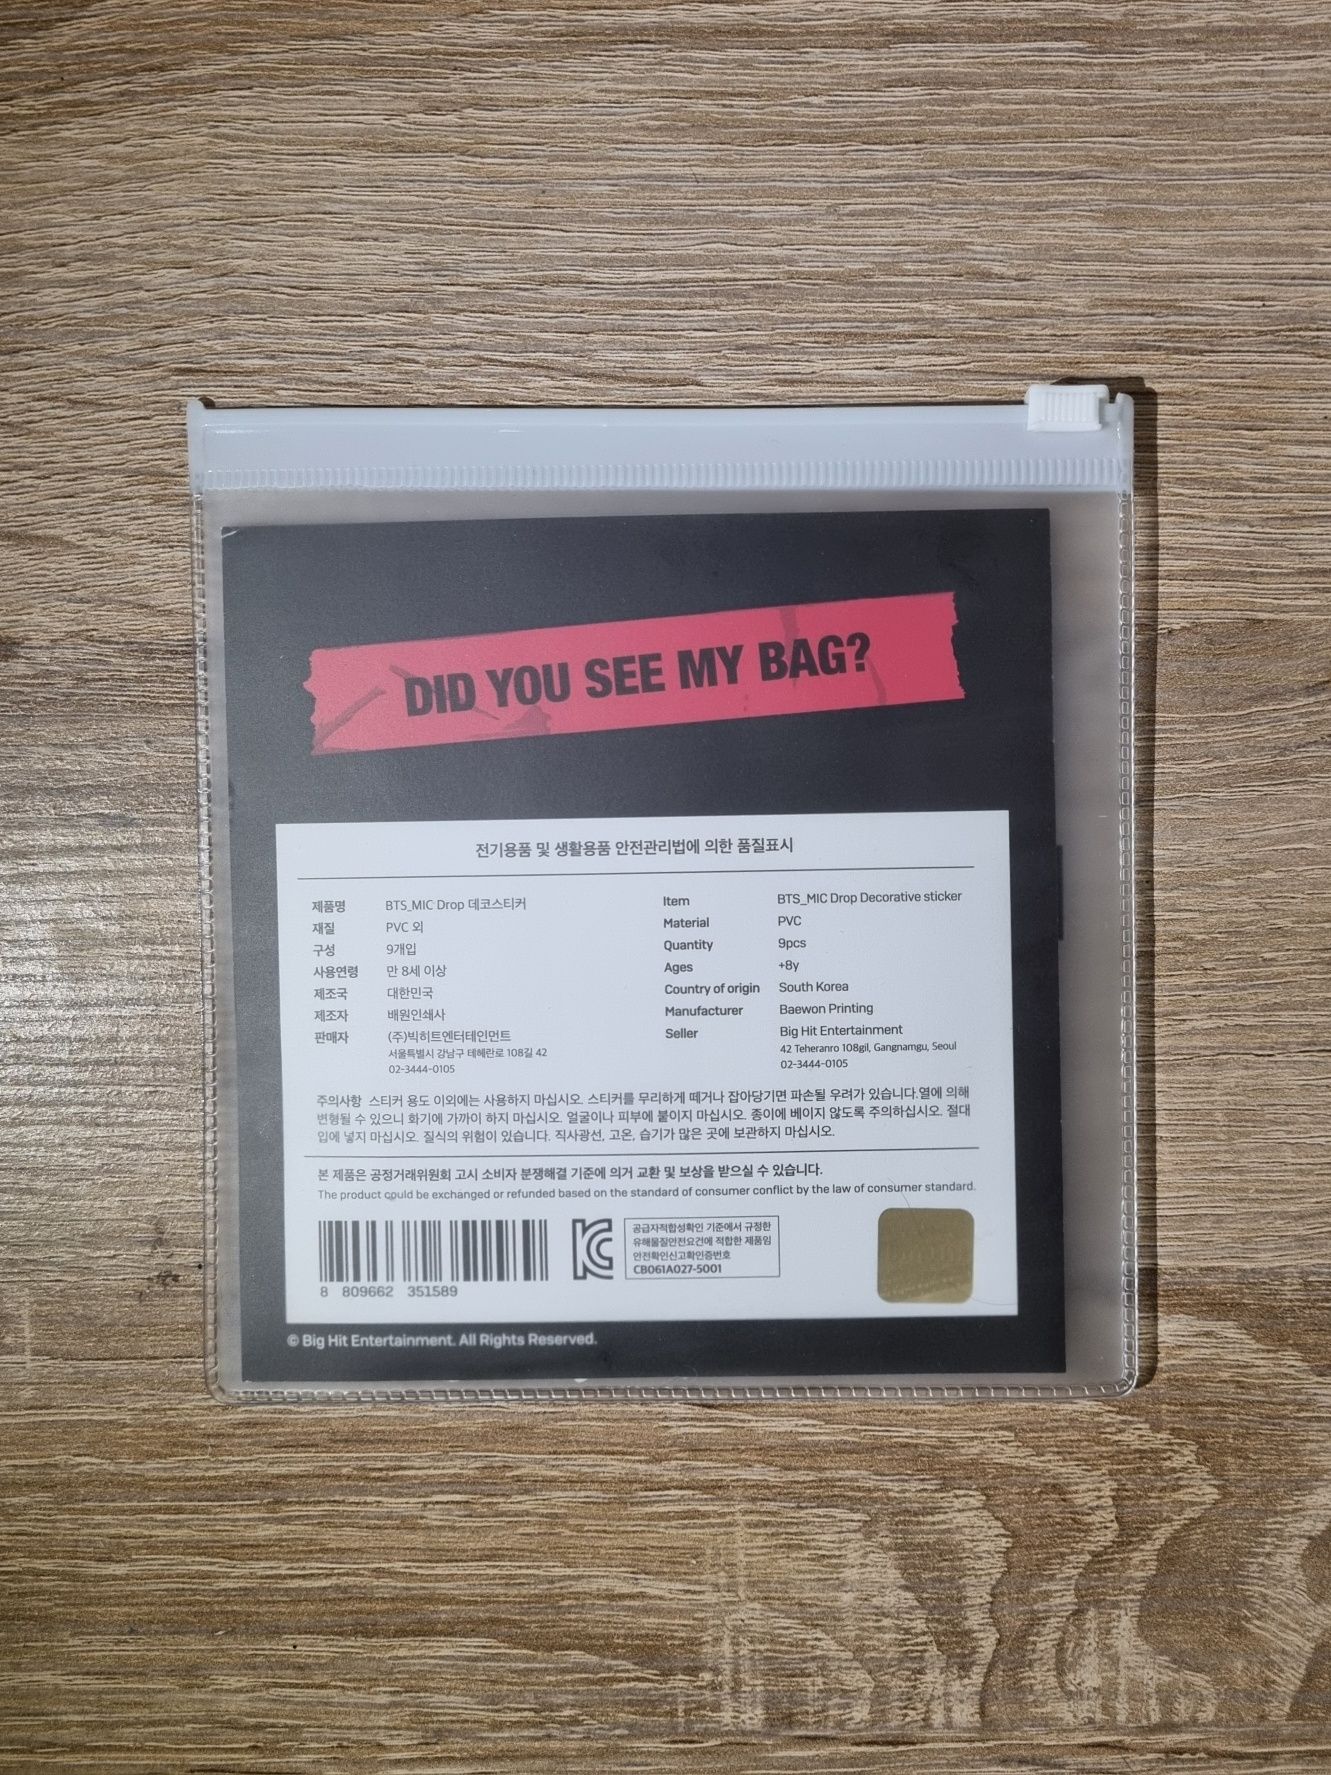 DID YOU SEE MY BAG?
전기용품 및 생활용품 안전관리법에 의한 품질표시
제품명 BTS_MIC Drop 데코스티커
재질 PVC 외
구성 9개입
사용연령 만 8세 이상
제조국 대한민국
제조자 배원인쇄사
판매자 (주)빅히트엔터테인먼트
서울특별시 강남구 테헤란로 108길 42
02-3444-0105
Item BTS_MIC Drop Decorative sticker
Material PVC
Quantity 9pcs
Ages +8y
Country of origin South Korea
Manufacturer Baewon Printing
Seller Big Hit Entertainment
42 Teheranro 108gil, Gangnamgu, Seoul
02-3444-0105
주의사항 스티커 용도 이외에는 사용하지 마십시오. 스티커를 무리하게 떼거나 잡아당기면 파손될 우려가 있습니다.열에 의해
변형될 수 있으니 화기에 가까이 하지 마십시오. 얼굴이나 피부에 붙이지 마십시오. 종이에 베이지 않도록 주의하십시오. 절대
입에 넣지 마십시오. 질식의 위험이 있습니다. 직사광선, 고온, 습기가 많은 곳에 보관하지 마십시오.
본 제품은 공정거래위원회 고시 소비자 분쟁해결 기준에 의거 교환 및 보상을 받으실 수 있습니다.
The product could be exchanged or refunded based on the standard of consumer conflict by the law of consumer standard.
8 809662 351589
공급자적합성확인 기준에서 규정한
유해물질안전요건에 적합한 제품임
안전확인신고확인증번호
CB061A027-5001
© Big Hit Entertainment. All Rights Reserved.